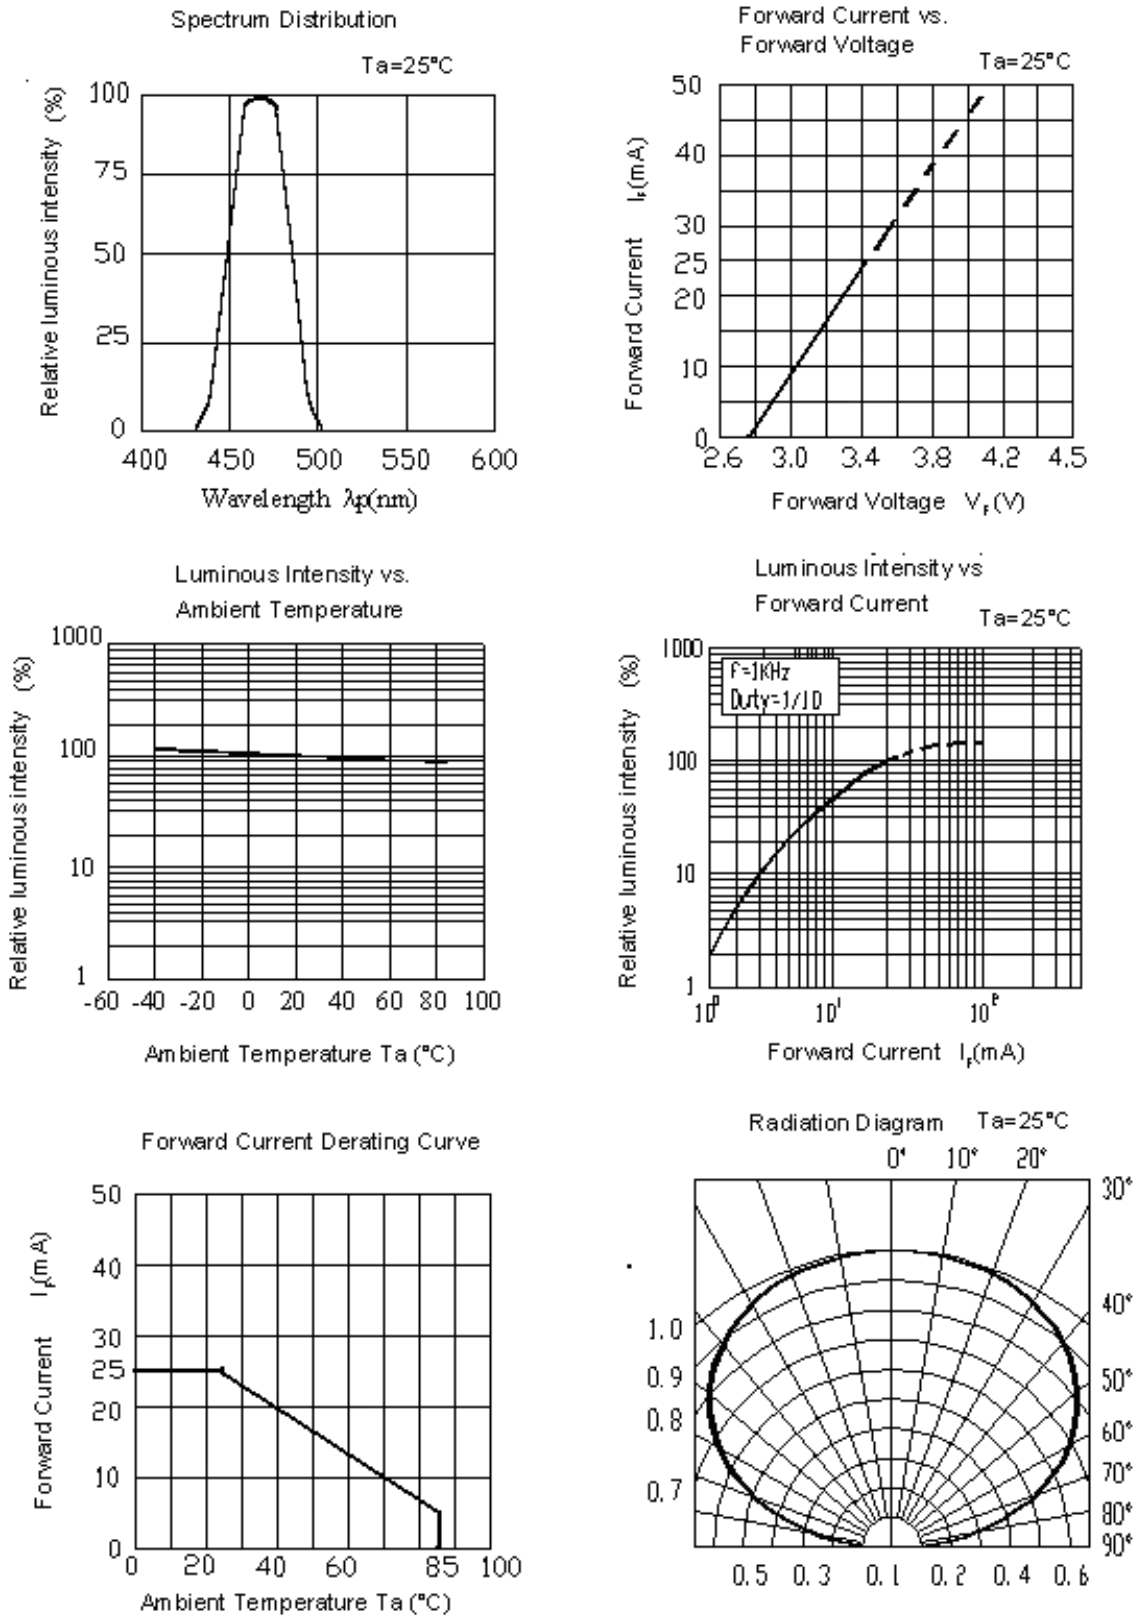 Spectrum Distribution
Ta=25°C
Relative luminous intensity (%)
100
75
50
25
0
400 450 500 550 600
Wavelength λp(nm)
Forward Current vs.
Forward Voltage
Ta=25°C
Forward Current I_F(mA)
50
40
30
25
20
10
0
2.6 3.0 3.4 3.8 4.2 4.5
Forward Voltage V_F(V)
Luminous Intensity vs.
Ambient Temperature
Relative luminous intensity (%)
1000
100
10
1
-60 -40 -20 0 20 40 60 80 100
Ambient Temperature Ta (°C)
Luminous Intensity vs
Forward Current
Ta=25°C
F=1KHz
Duty=1/10
Relative luminous intensity (%)
1000
100
10
1
10⁰ 10¹ 10²
Forward Current I_F(mA)
Forward Current Derating Curve
Forward Current I_F(mA)
50
40
30
25
20
10
0
0 20 40 60 85 100
Ambient Temperature Ta (°C)
Radiation Diagram Ta=25°C
0° 10° 20°
30°
40°
50°
60°
70°
80°
90°
1.0
0.9
0.8
0.7
0.5 0.3 0.1 0.2 0.4 0.6